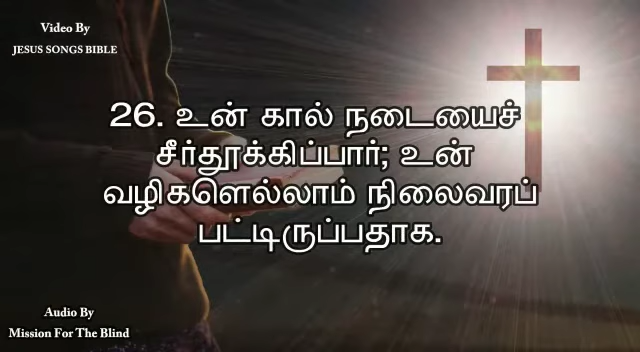 Video By
JESUS SONGS BIBLE
26. உன் கால் நடையைச்
சீர்தூக்கிப்பார்; உன்
வழிகளெல்லாம் நிலைவரப்
பட்டிருப்பதாக.
Audio By
Mission For The Blind